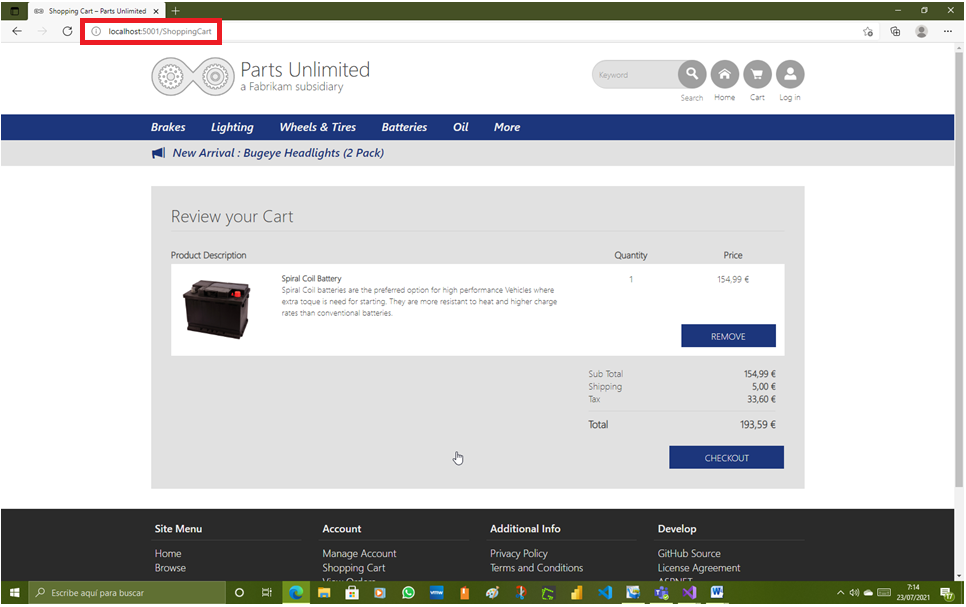 Shopping Cart – Parts Unlimited
localhost:5001/ShoppingCart
Parts Unlimited
a Fabrikam subsidiary
Keyword
Search
Home
Cart
Log in
Brakes
Lighting
Wheels & Tires
Batteries
Oil
More
New Arrival : Bugeye Headlights (2 Pack)
Review your Cart
Product Description
Quantity
Price
Spiral Coil Battery
1
154,99 €
Spiral Coil batteries are the preferred option for high performance Vehicles where
extra toque is need for starting. They are more resistant to heat and higher charge
rates than conventional batteries.
REMOVE
Sub Total 154,99 €
Shipping 5,00 €
Tax 33,60 €
Total 193,59 €
CHECKOUT
Site Menu
Home
Browse
Account
Manage Account
Shopping Cart
View Orders
Additional Info
Privacy Policy
Terms and Conditions
Develop
GitHub Source
License Agreement
ASP.NET
Escribe aquí para buscar
7:14
23/07/2021